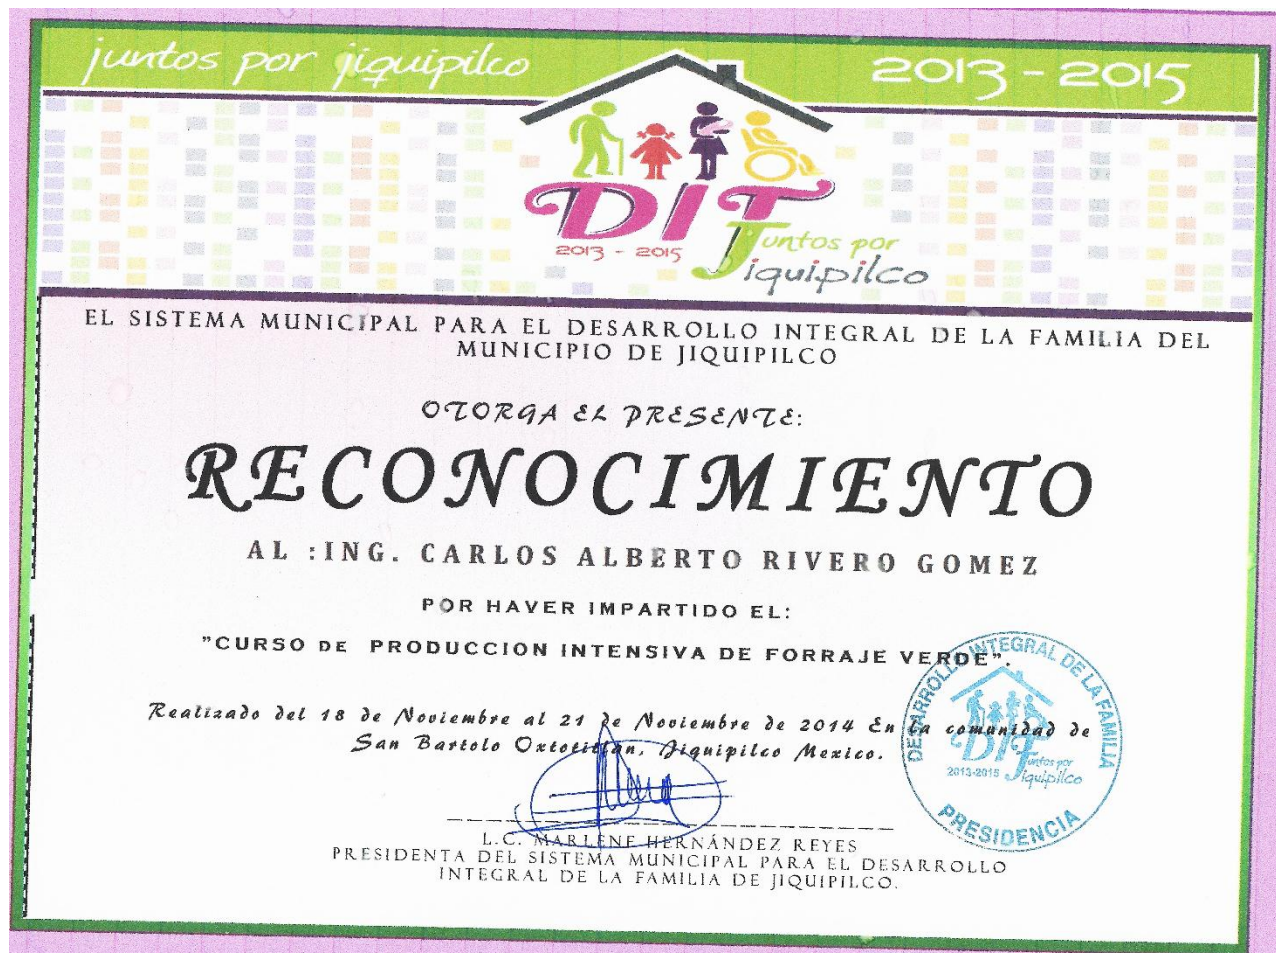 juntos por jiquipilco
2013 - 2015
DIF
2013 - 2015
Juntos por
Jiquipilco
EL SISTEMA MUNICIPAL PARA EL DESARROLLO INTEGRAL DE LA FAMILIA DEL
MUNICIPIO DE JIQUIPILCO
OTORGA EL PRESENTE:
RECONOCIMIENTO
AL :ING. CARLOS ALBERTO RIVERO GOMEZ
POR HAVER IMPARTIDO EL:
"CURSO DE PRODUCCION INTENSIVA DE FORRAJE VERDE".
Realizado del 18 de Noviembre al 21 de Noviembre de 2014 En la comunidad de
San Bartolo Oxtotitlán, Jiquipilco Mexico.
DESARROLLO INTEGRAL DE LA FAMILIA
DIF
2013-2015
Juntos por
Jiquipilco
PRESIDENCIA
L.C. MARLENE HERNÁNDEZ REYES
PRESIDENTA DEL SISTEMA MUNICIPAL PARA EL DESARROLLO
INTEGRAL DE LA FAMILIA DE JIQUIPILCO.